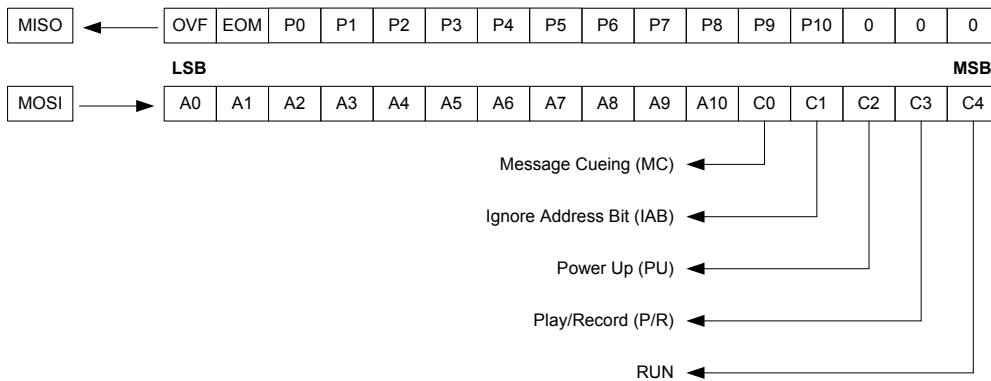 MISO OVF EOM P0 P1 P2 P3 P4 P5 P6 P7 P8 P9 P10 0 0 0
LSB MSB
MOSI A0 A1 A2 A3 A4 A5 A6 A7 A8 A9 A10 C0 C1 C2 C3 C4
Message Cueing (MC)
Ignore Address Bit (IAB)
Power Up (PU)
Play/Record (P/R)
RUN